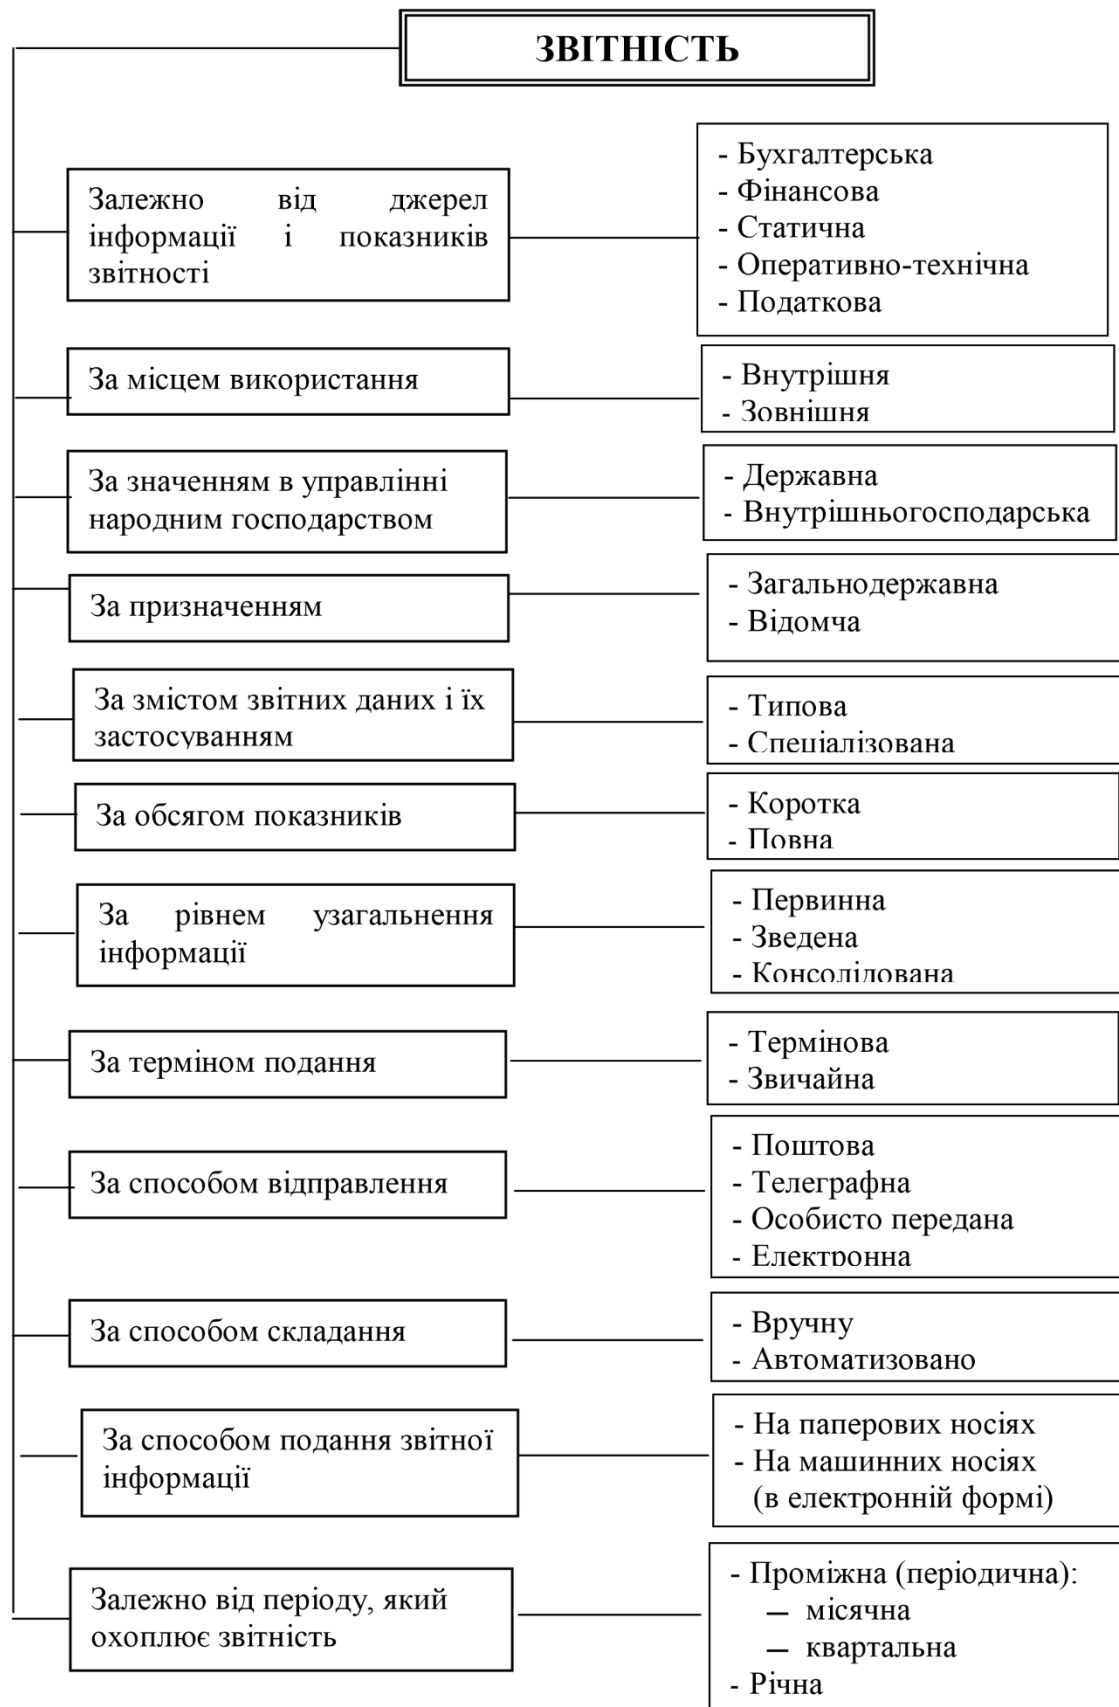 ЗВІТНІСТЬ
Залежно від джерел
інформації і показників
звітності
- Бухгалтерська
- Фінансова
- Статична
- Оперативно-технічна
- Податкова
За місцем використання
- Внутрішня
- Зовнішня
За значенням в управлінні
народним господарством
- Державна
- Внутрішньогосподарська
За призначенням
- Загальнодержавна
- Відомча
За змістом звітних даних і їх
застосуванням
- Типова
- Спеціалізована
За обсягом показників
- Коротка
- Повна
За рівнем узагальнення
інформації
- Первинна
- Зведена
- Консолідована
За терміном подання
- Термінова
- Звичайна
За способом відправлення
- Поштова
- Телеграфна
- Особисто передана
- Електронна
За способом складання
- Вручну
- Автоматизовано
За способом подання звітної
інформації
- На паперових носіях
- На машинних носіях
(в електронній формі)
Залежно від періоду, який
охоплює звітність
- Проміжна (періодична):
— місячна
— квартальна
- Річна